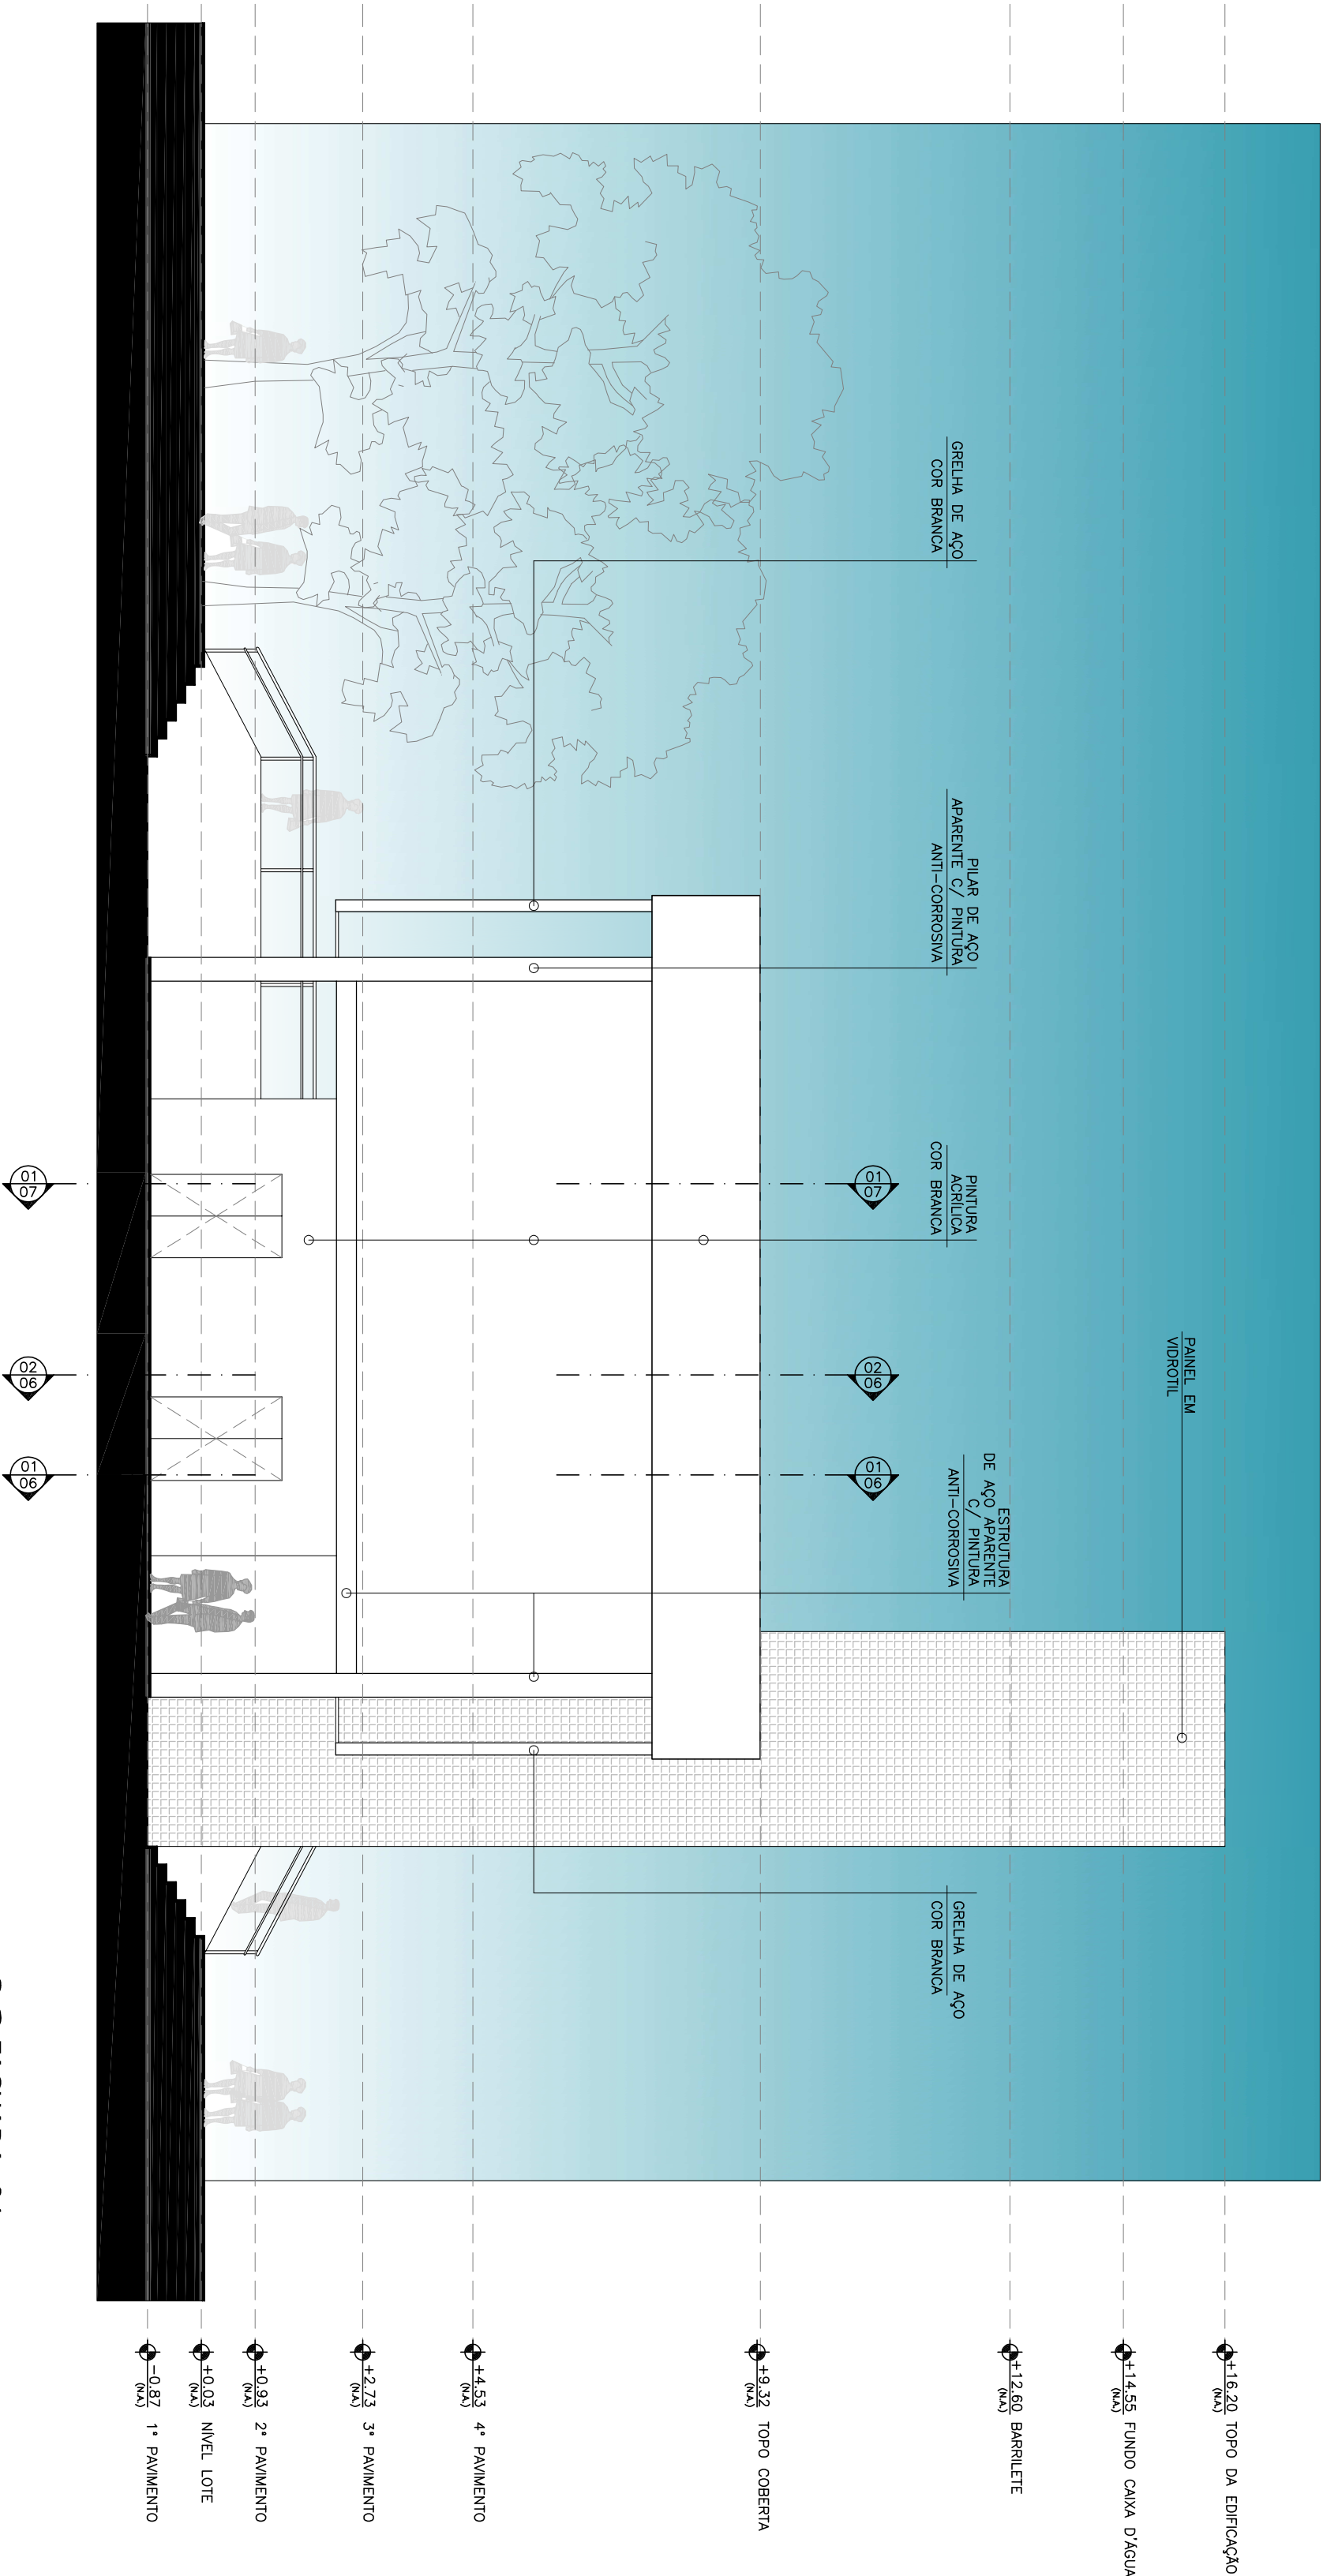 GRELHA DE AÇO
COR BRANCA
PILAR DE AÇO
APARENTE C/ PINTURA
ANTI-CORROSIVA
PINTURA
ACRÍLICA
COR BRANCA
PAINEL EM
VIDROTIL
ESTRUTURA
DE AÇO APARENTE
C/ PINTURA
ANTI-CORROSIVA
GRELHA DE AÇO
COR BRANCA
01
07
02
06
01
06
01
07
02
06
01
06
+16.20 TOPO DA EDIFICAÇÃO
(N.A.)
+14.55 FUNDO CAIXA D'ÁGUA
(N.A.)
+12.60 BARRILETE
(N.A.)
+9.32 TOPO COBERTA
(N.A.)
+4.53 4° PAVIMENTO
(N.A.)
+2.73 3° PAVIMENTO
(N.A.)
+0.93 2° PAVIMENTO
(N.A.)
+0.03 NÍVEL LOTE
(N.A.)
-0.87 1° PAVIMENTO
(N.A.)